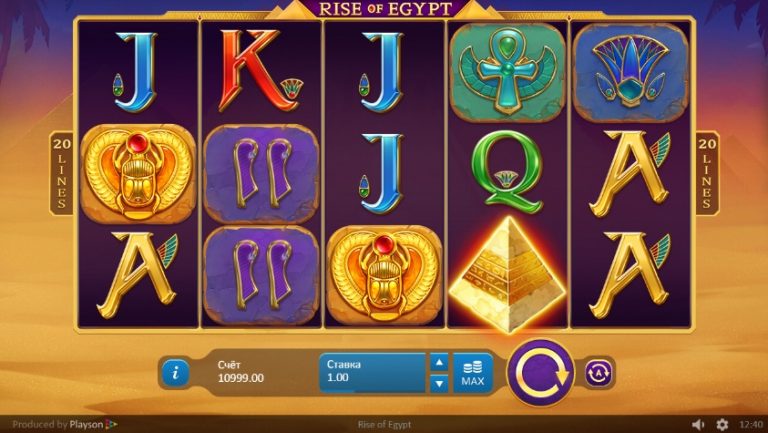 RISE OF EGYPT
J K J
20 LINES
20 LINES
J Q A
A A
i
Счёт
10999.00
Ставка
1.00
MAX
A
Produced by Playson
Rise of Egypt
12:40